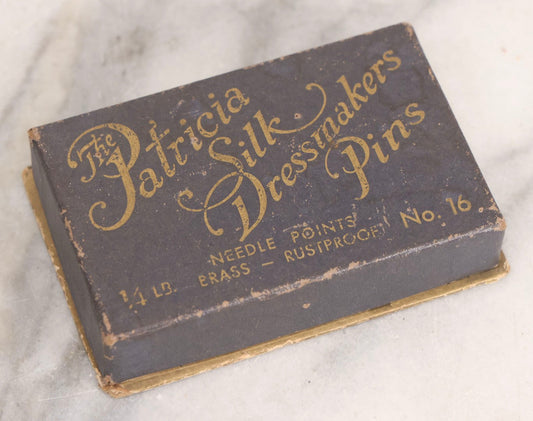 The Patricia
Silk
Dressmakers
Pins
NEEDLE POINTS
1/4 LB. BRASS – RUSTPROOF No. 16